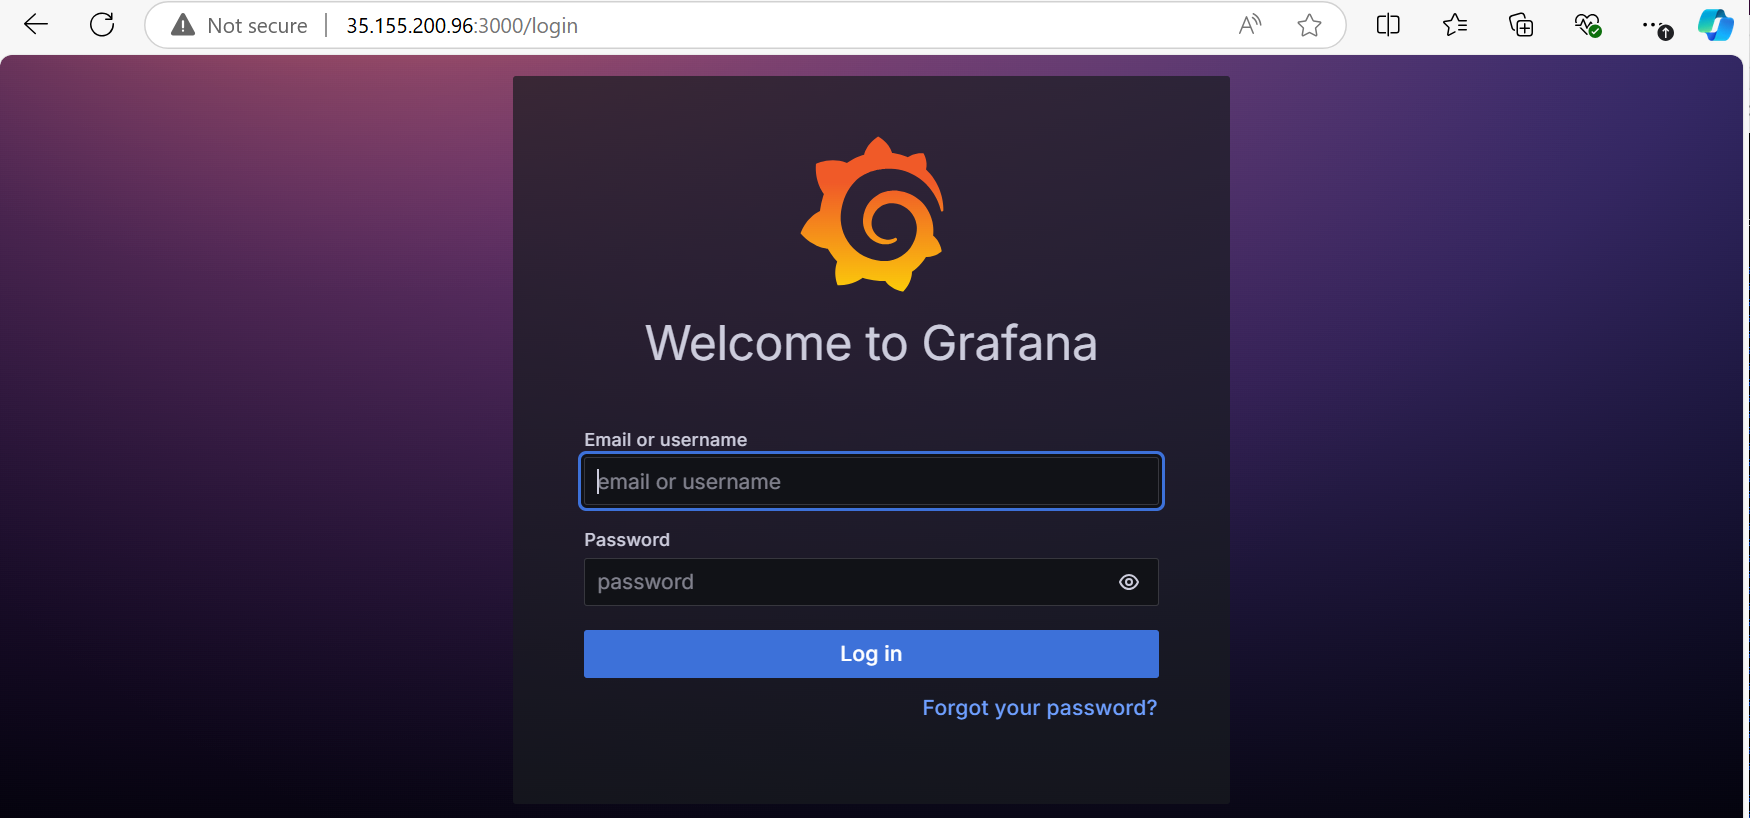 Not secure | 35.155.200.96:3000/login
Welcome to Grafana
Email or username
email or username
Password
password
Log in
Forgot your password?